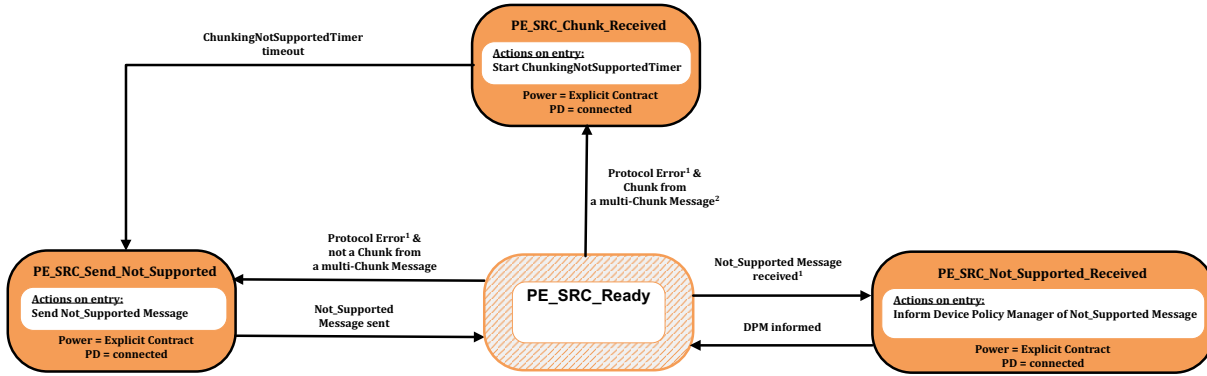 PE_SRC_Chunk_Received
Actions on entry:
Start ChunkingNotSupportedTimer
Power = Explicit Contract
PD = connected
ChunkingNotSupportedTimer
timeout
Protocol Error¹ &
Chunk from
a multi-Chunk Message²
Protocol Error¹ &
not a Chunk from
a multi-Chunk Message
PE_SRC_Send_Not_Supported
Actions on entry:
Send Not_Supported Message
Power = Explicit Contract
PD = connected
Not_Supported
Message sent
PE_SRC_Ready
Not_Supported Message
received¹
DPM informed
PE_SRC_Not_Supported_Received
Actions on entry:
Inform Device Policy Manager of Not_Supported Message
Power = Explicit Contract
PD = connected